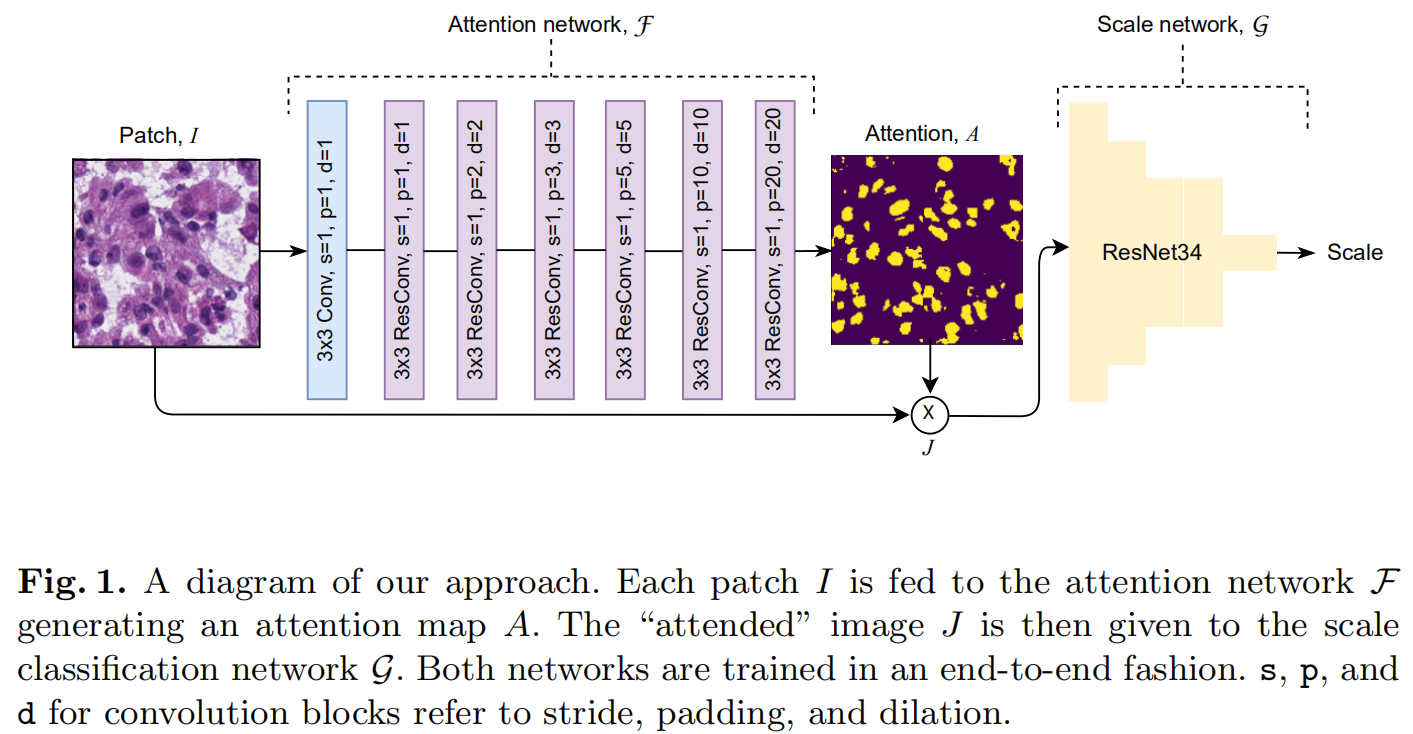 Attention network, ℱ
Scale network, 𝒢
Patch, I
3x3 Conv, s=1, p=1, d=1
3x3 ResConv, s=1, p=1, d=1
3x3 ResConv, s=1, p=2, d=2
3x3 ResConv, s=1, p=3, d=3
3x3 ResConv, s=1, p=5, d=5
3x3 ResConv, s=1, p=10, d=10
3x3 ResConv, s=1, p=20, d=20
Attention, A
ResNet34
Scale
X
J
Fig. 1. A diagram of our approach. Each patch I is fed to the attention network ℱ
generating an attention map A. The “attended” image J is then given to the scale
classification network 𝒢. Both networks are trained in an end-to-end fashion. s, p, and
d for convolution blocks refer to stride, padding, and dilation.